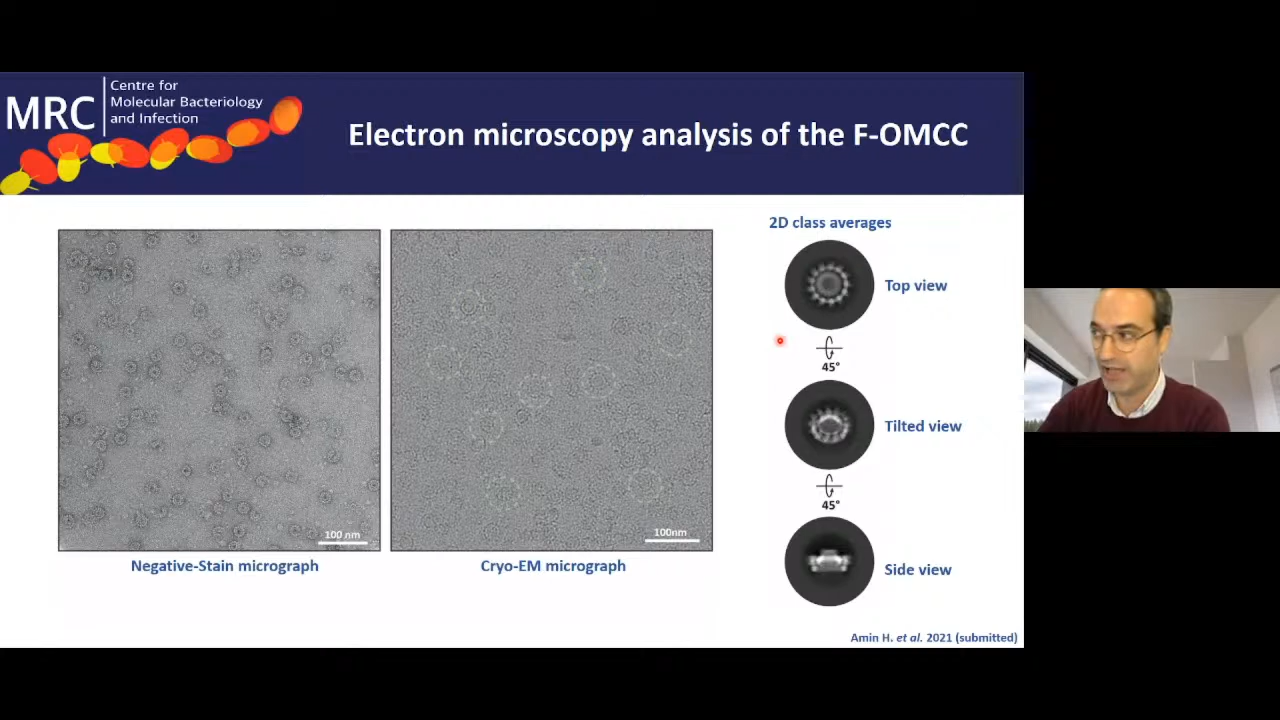 MRC
Centre for
Molecular Bacteriology
and Infection
Electron microscopy analysis of the F-OMCC
100 nm
Negative-Stain micrograph
100nm
Cryo-EM micrograph
2D class averages
Top view
45°
Tilted view
45°
Side view
Amin H. et al. 2021 (submitted)